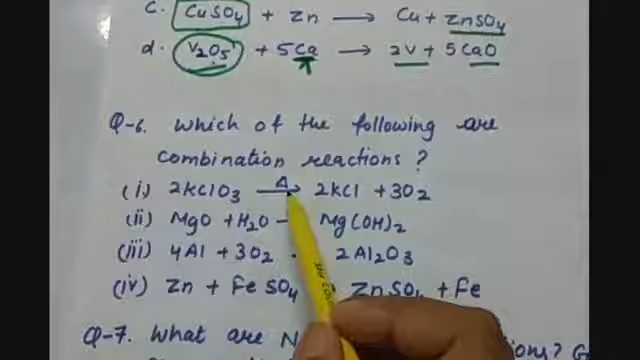 c. CuSO₄ + Zn → Cu + ZnSO₄
d. V₂O₅ + 5Ca → 2V + 5CaO
Q-6. Which of the following are
combination reactions ?
(i) 2KClO₃ —Δ→ 2KCl + 3O₂
(ii) MgO + H₂O – Mg(OH)₂
(iii) 4Al + 3O₂ 2Al₂O₃
(iv) Zn + FeSO₄ ZnSO₄ + Fe
Q-7. What are N